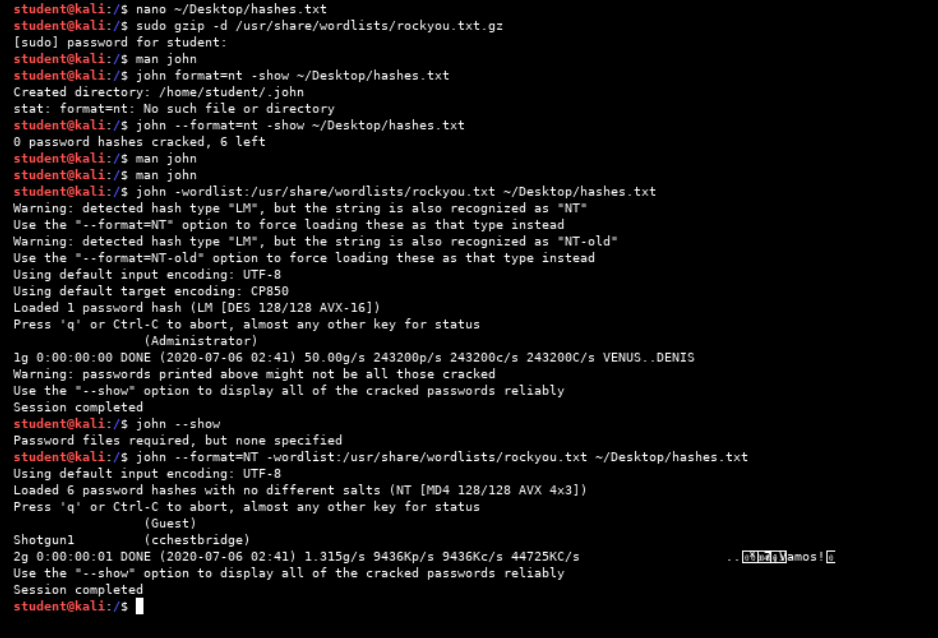 student@kali:/$ nano ~/Desktop/hashes.txt
student@kali:/$ sudo gzip -d /usr/share/wordlists/rockyou.txt.gz
[sudo] password for student:
student@kali:/$ man john
student@kali:/$ john format=nt -show ~/Desktop/hashes.txt
Created directory: /home/student/.john
stat: format=nt: No such file or directory
student@kali:/$ john --format=nt -show ~/Desktop/hashes.txt
0 password hashes cracked, 6 left
student@kali:/$ man john
student@kali:/$ man john
student@kali:/$ john -wordlist:/usr/share/wordlists/rockyou.txt ~/Desktop/hashes.txt
Warning: detected hash type "LM", but the string is also recognized as "NT"
Use the "--format=NT" option to force loading these as that type instead
Warning: detected hash type "LM", but the string is also recognized as "NT-old"
Use the "--format=NT-old" option to force loading these as that type instead
Using default input encoding: UTF-8
Using default target encoding: CP850
Loaded 1 password hash (LM [DES 128/128 AVX-16])
Press 'q' or Ctrl-C to abort, almost any other key for status
(Administrator)
1g 0:00:00:00 DONE (2020-07-06 02:41) 50.00g/s 243200p/s 243200c/s 243200C/s VENUS..DENIS
Warning: passwords printed above might not be all those cracked
Use the "--show" option to display all of the cracked passwords reliably
Session completed
student@kali:/$ john --show
Password files required, but none specified
student@kali:/$ john --format=NT -wordlist:/usr/share/wordlists/rockyou.txt ~/Desktop/hashes.txt
Using default input encoding: UTF-8
Loaded 6 password hashes with no different salts (NT [MD4 128/128 AVX 4x3])
Press 'q' or Ctrl-C to abort, almost any other key for status
(Guest)
Shotgun1 (cchestbridge)
2g 0:00:00:01 DONE (2020-07-06 02:41) 1.315g/s 9436Kp/s 9436Kc/s 44725KC/s ..
Use the "--show" option to display all of the cracked passwords reliably
Session completed
student@kali:/$